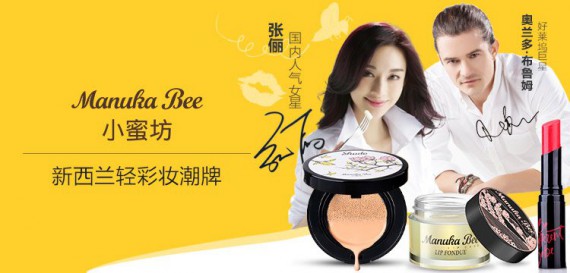 Manuka Bee
小蜜坊
新西兰轻彩妆潮牌
张俪
国内人气女星
奥兰多·布鲁姆
好莱坞巨星
Manuka Bee
LIP FONDUE